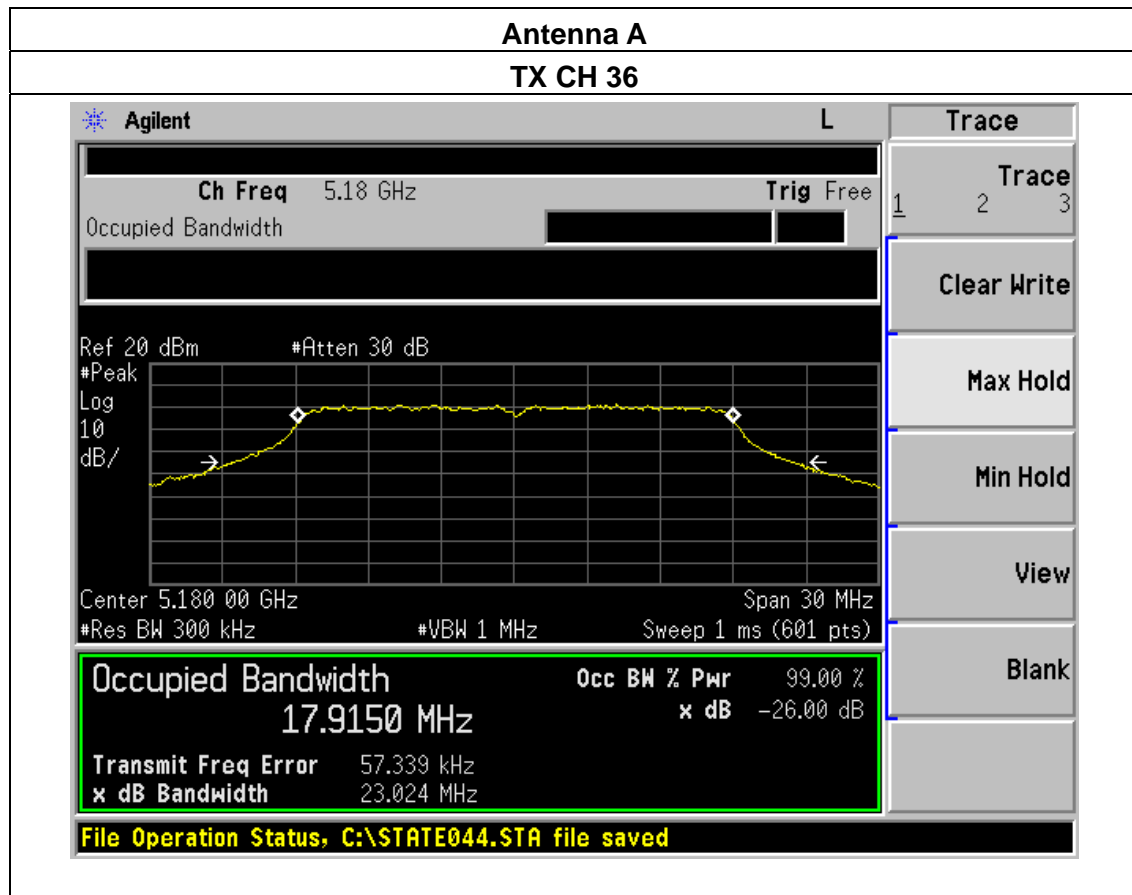 Antenna A
TX CH 36
Agilent L Trace
Ch Freq 5.18 GHz Trig Free
Occupied Bandwidth
Trace
1 2 3
Clear Write
Max Hold
Min Hold
View
Blank
Ref 20 dBm #Atten 30 dB
#Peak
Log
10
dB/
Center 5.180 00 GHz Span 30 MHz
#Res BW 300 kHz #VBW 1 MHz Sweep 1 ms (601 pts)
Occupied Bandwidth Occ BW % Pwr 99.00 %
17.9150 MHz x dB -26.00 dB
Transmit Freq Error 57.339 kHz
x dB Bandwidth 23.024 MHz
File Operation Status, C:\STATE044.STA file saved